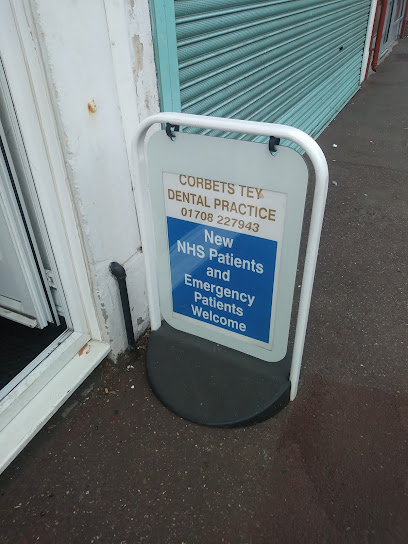 CORBETS TEY
DENTAL PRACTICE
01708 227943
New
NHS Patients
and
Emergency
Patients
Welcome